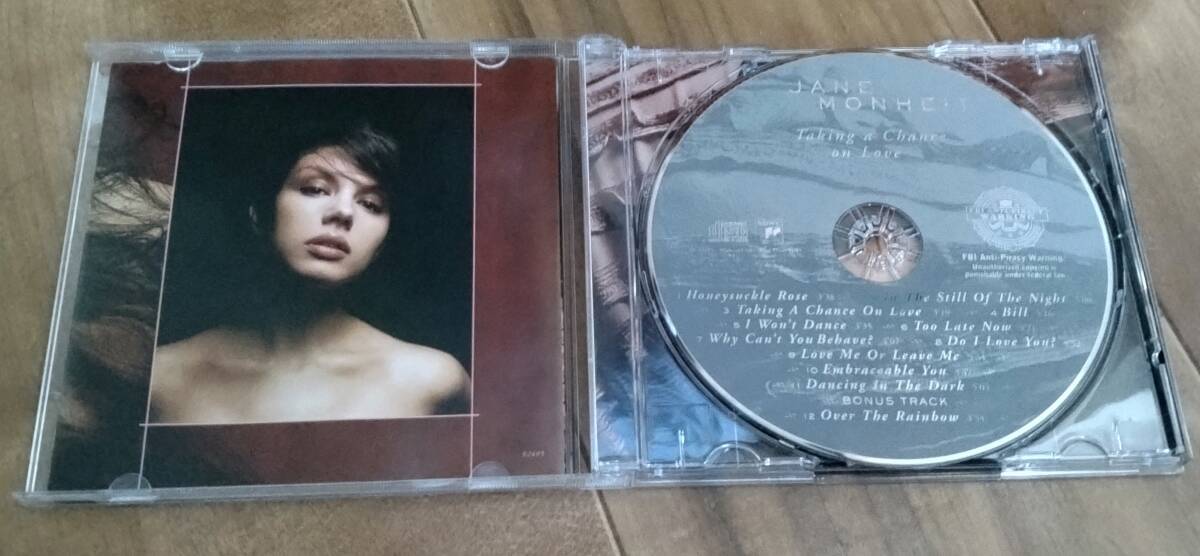 JANE
MONHEIT
Taking a Chance
on Love
WARNING
FBI Anti-Piracy Warning:
Unauthorized copying is
punishable under federal law.
1 Honeysuckle Rose In The Still Of The Night
3 Taking A Chance On Love 4 Bill
5 I Won't Dance 6 Too Late Now
7 Why Can't You Behave? 8 Do I Love You?
9 Love Me Or Leave Me
10 Embraceable You
11 Dancing In The Dark
BONUS TRACK
12 Over The Rainbow